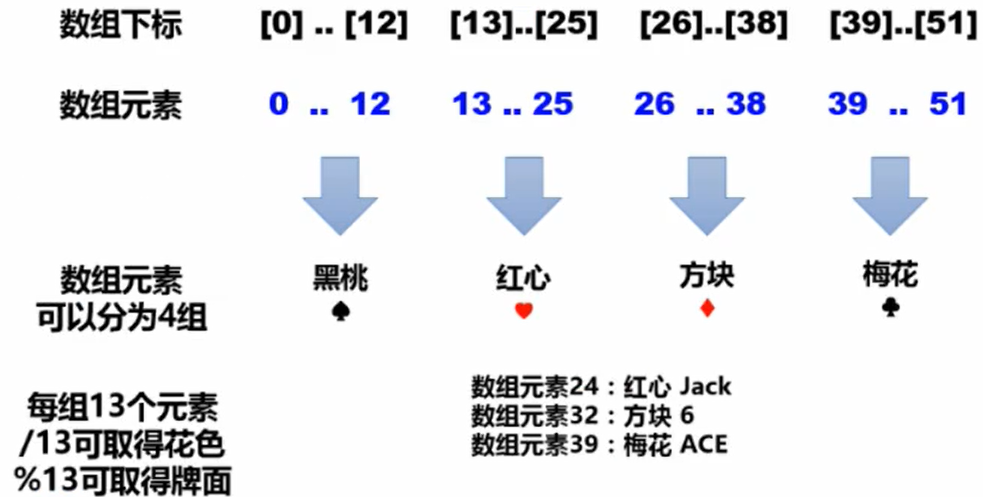 数组下标 [0] .. [12] [13]..[25] [26]..[38] [39]..[51]
数组元素 0 .. 12 13 .. 25 26 .. 38 39 .. 51
数组元素 黑桃 红心 方块 梅花
可以分为4组 ♠ ♥ ♦ ♣
数组元素24：红心 Jack
数组元素32：方块 6
数组元素39：梅花 ACE
每组13个元素
/13可取得花色
%13可取得牌面